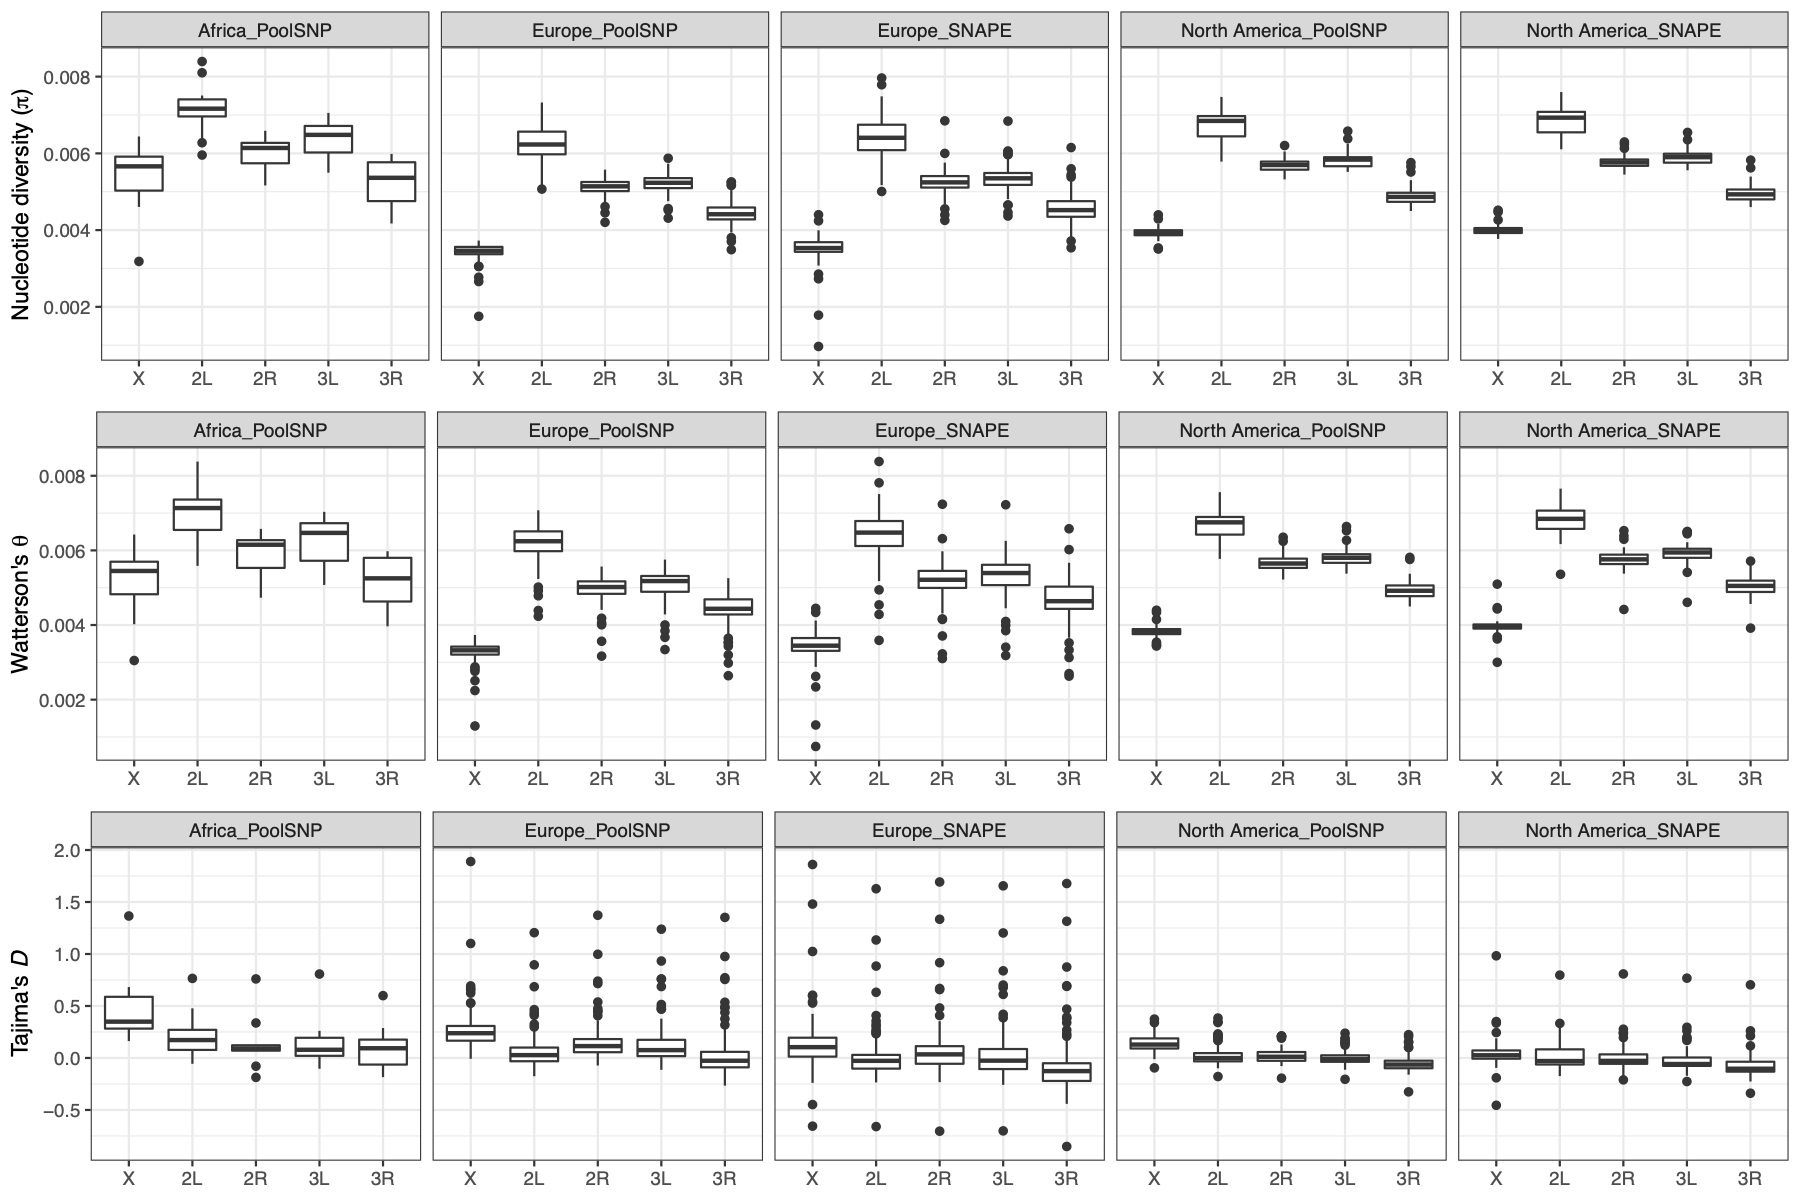 Africa_PoolSNP Europe_PoolSNP Europe_SNAPE North America_PoolSNP North America_SNAPE
Nucleotide diversity (π)
0.008
0.006
0.004
0.002
X 2L 2R 3L 3R X 2L 2R 3L 3R X 2L 2R 3L 3R X 2L 2R 3L 3R X 2L 2R 3L 3R
Africa_PoolSNP Europe_PoolSNP Europe_SNAPE North America_PoolSNP North America_SNAPE
Watterson's θ
0.008
0.006
0.004
0.002
X 2L 2R 3L 3R X 2L 2R 3L 3R X 2L 2R 3L 3R X 2L 2R 3L 3R X 2L 2R 3L 3R
Africa_PoolSNP Europe_PoolSNP Europe_SNAPE North America_PoolSNP North America_SNAPE
Tajima's D
2.0
1.5
1.0
0.5
0.0
−0.5
X 2L 2R 3L 3R X 2L 2R 3L 3R X 2L 2R 3L 3R X 2L 2R 3L 3R X 2L 2R 3L 3R